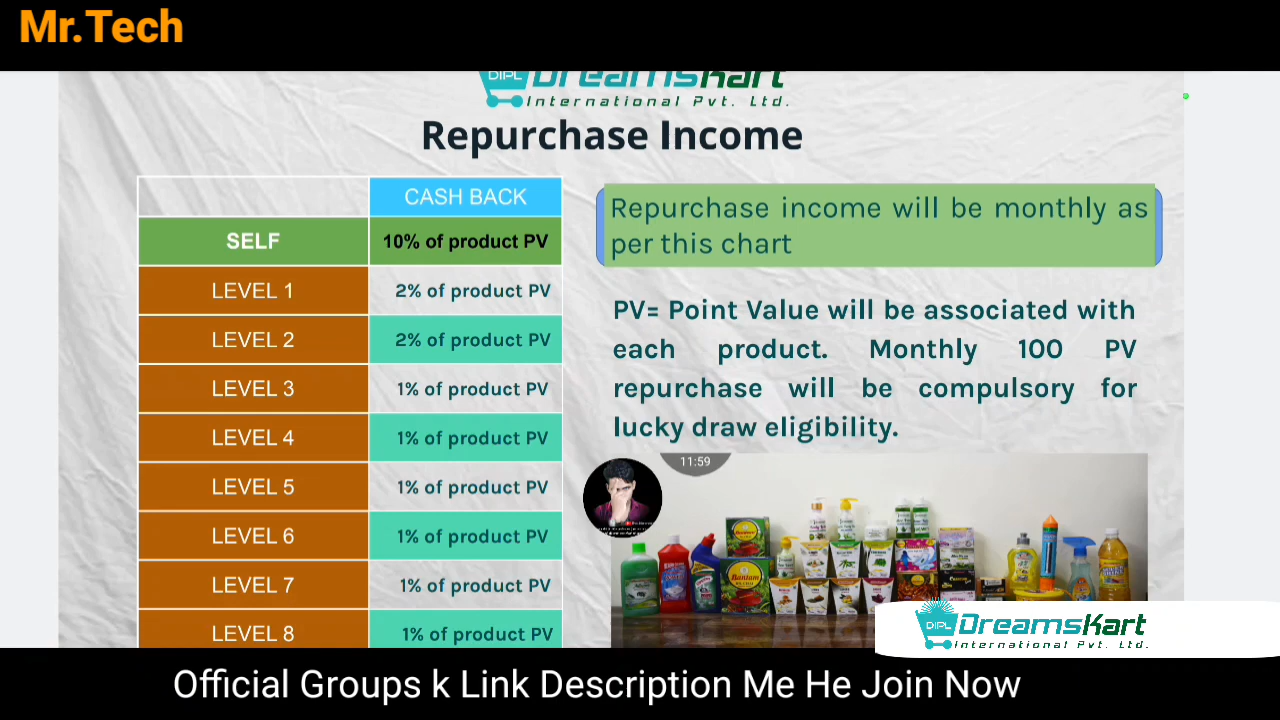 Mr.Tech
DIPL DreamsKart
International Pvt. Ltd.
Repurchase Income
CASH BACK
SELF 10% of product PV
LEVEL 1 2% of product PV
LEVEL 2 2% of product PV
LEVEL 3 1% of product PV
LEVEL 4 1% of product PV
LEVEL 5 1% of product PV
LEVEL 6 1% of product PV
LEVEL 7 1% of product PV
LEVEL 8 1% of product PV
Repurchase income will be monthly as
per this chart
PV= Point Value will be associated with
each product. Monthly 100 PV
repurchase will be compulsory for
lucky draw eligibility.
11:59
Bantam
Bantam
DIPL DreamsKart
International Pvt. Ltd.
Official Groups k Link Description Me He Join Now